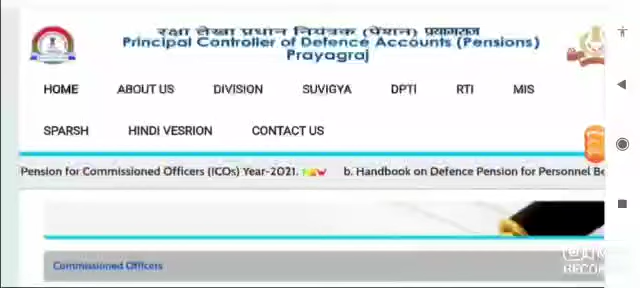 रक्षा लेखा प्रधान नियंत्रक (पेंशन) प्रयागराज
Principal Controller of Defence Accounts (Pensions)
Prayagraj
HOME ABOUT US DIVISION SUVIGYA DPTI RTI MIS
SPARSH HINDI VESRION CONTACT US
Pension for Commissioned Officers (ICOs) Year-2021. NEW b. Handbook on Defence Pension for Personnel Be
Commissioned Officers